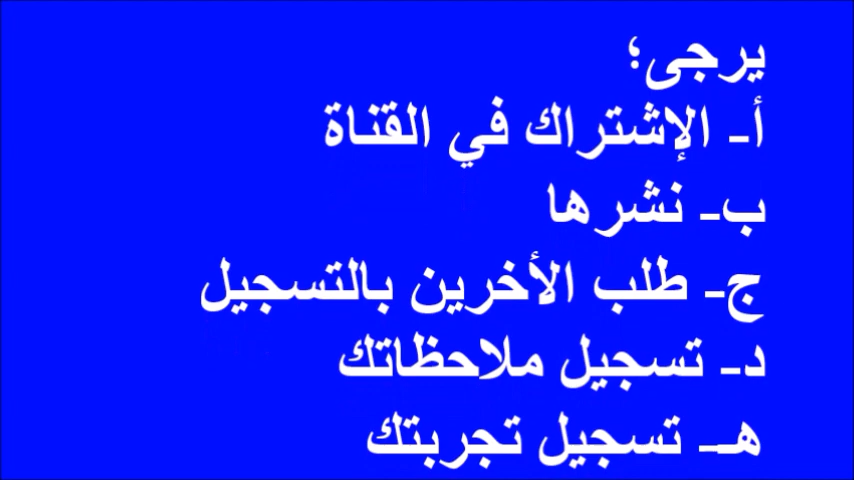 يرجى؛
أ- الإشتراك في القناة
ب- نشرها
ج- طلب الأخرين بالتسجيل
د- تسجيل ملاحظاتك
هـ- تسجيل تجربتك